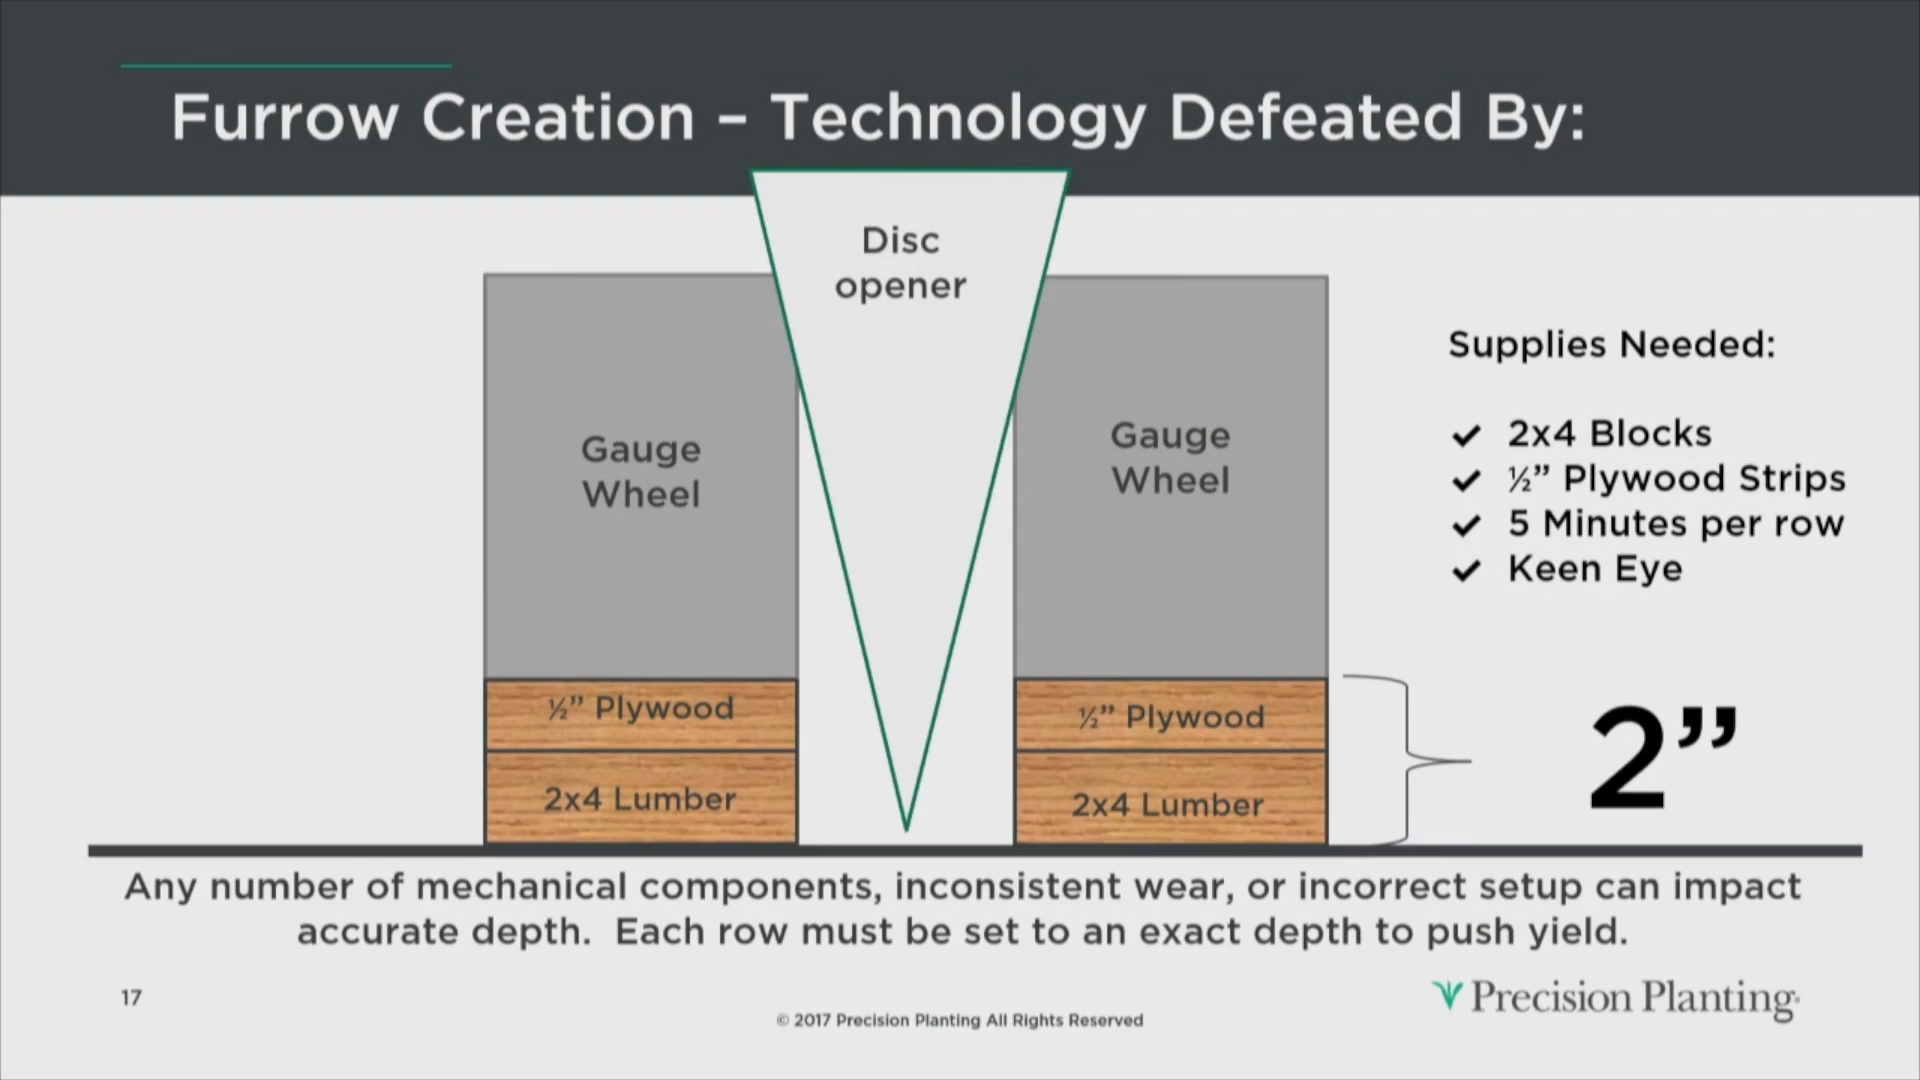 Furrow Creation – Technology Defeated By:
Disc
opener
Gauge
Wheel
Gauge
Wheel
½” Plywood
2x4 Lumber
½” Plywood
2x4 Lumber
Supplies Needed:
✓ 2x4 Blocks
✓ ½” Plywood Strips
✓ 5 Minutes per row
✓ Keen Eye
2”
Any number of mechanical components, inconsistent wear, or incorrect setup can impact
accurate depth.  Each row must be set to an exact depth to push yield.
17
© 2017 Precision Planting All Rights Reserved
Precision Planting